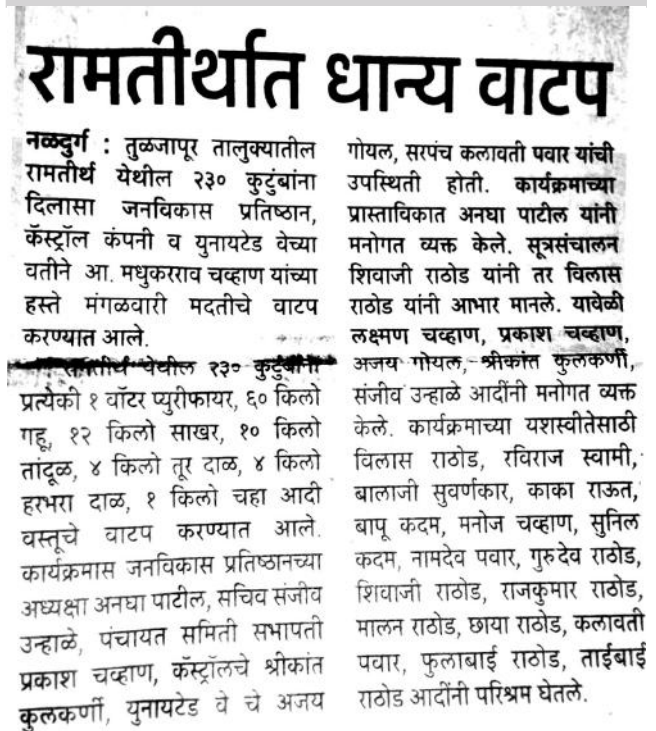 रामतीर्थात धान्य वाटप
नळदुर्ग : तुळजापूर तालुक्यातील
रामतीर्थ येथील २३० कुटुंबांना
दिलासा जनविकास प्रतिष्ठान,
कॅस्ट्रॉल कंपनी व युनायटेड वेच्या
वतीने आ. मधुकरराव चव्हाण यांच्या
हस्ते मंगळवारी मदतीचे वाटप
करण्यात आले.
रामतीर्थ येथील २३० कुटुंबांना
प्रत्येकी १ वॉटर प्युरीफायर, ६० किलो
गहू, १२ किलो साखर, १० किलो
तांदूळ, ४ किलो तूर दाळ, ४ किलो
हरभरा दाळ, १ किलो चहा आदी
वस्तूचे वाटप करण्यात आले.
कार्यक्रमास जनविकास प्रतिष्ठानच्या
अध्यक्षा अनघा पाटील, सचिव संजीव
उन्हाळे, पंचायत समिती सभापती
प्रकाश चव्हाण, कॅस्ट्रॉलचे श्रीकांत
कुलकर्णी, युनायटेड वे चे अजय
गोयल, सरपंच कलावती पवार यांची
उपस्थिती होती. कार्यक्रमाच्या
प्रास्ताविकात अनघा पाटील यांनी
मनोगत व्यक्त केले. सूत्रसंचालन
शिवाजी राठोड यांनी तर विलास
राठोड यांनी आभार मानले. यावेळी
लक्ष्मण चव्हाण, प्रकाश चव्हाण,
अजय गोयल, श्रीकांत कुलकर्णी,
संजीव उन्हाळे आदींनी मनोगत व्यक्त
केले. कार्यक्रमाच्या यशस्वीतेसाठी
विलास राठोड, रविराज स्वामी,
बालाजी सुवर्णकार, काका राऊत,
बापू कदम, मनोज चव्हाण, सुनिल
कदम, नामदेव पवार, गुरुदेव राठोड,
शिवाजी राठोड, राजकुमार राठोड,
मालन राठोड, छाया राठोड, कलावती
पवार, फुलाबाई राठोड, ताईबाई
राठोड आदींनी परिश्रम घेतले.